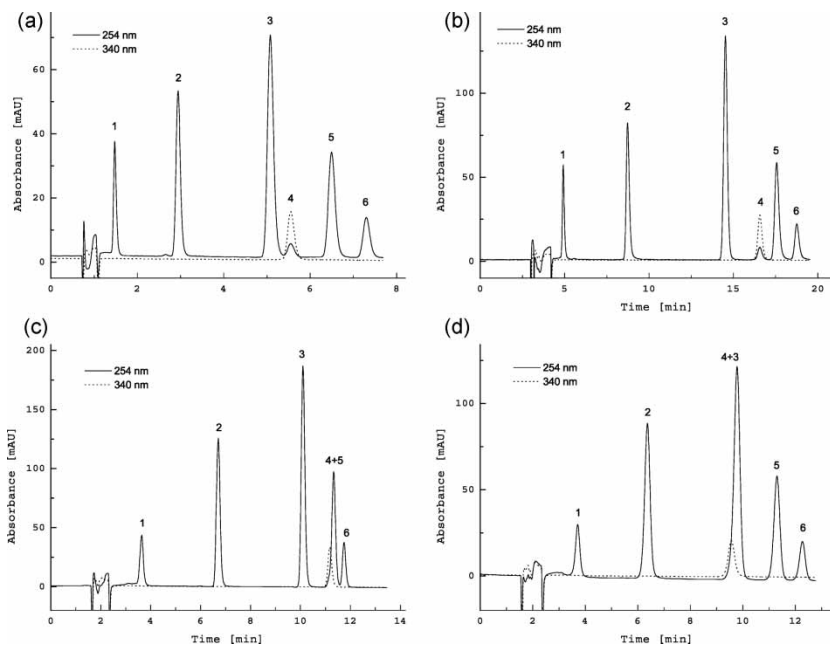 (a)
254 nm
340 nm
Absorbance [mAU]
60
40
20
0
1
2
3
4
5
6
0 2 4 6 8
Time [min]
(b)
254 nm
340 nm
Absorbance [mAU]
100
50
0
1
2
3
4
5
6
0 5 10 15 20
Time [min]
(c)
254 nm
340 nm
Absorbance [mAU]
200
150
100
50
0
1
2
3
4+5
6
0 2 4 6 8 10 12 14
Time [min]
(d)
254 nm
340 nm
Absorbance [mAU]
100
50
0
1
2
4+3
5
6
0 2 4 6 8 10 12
Time [min]